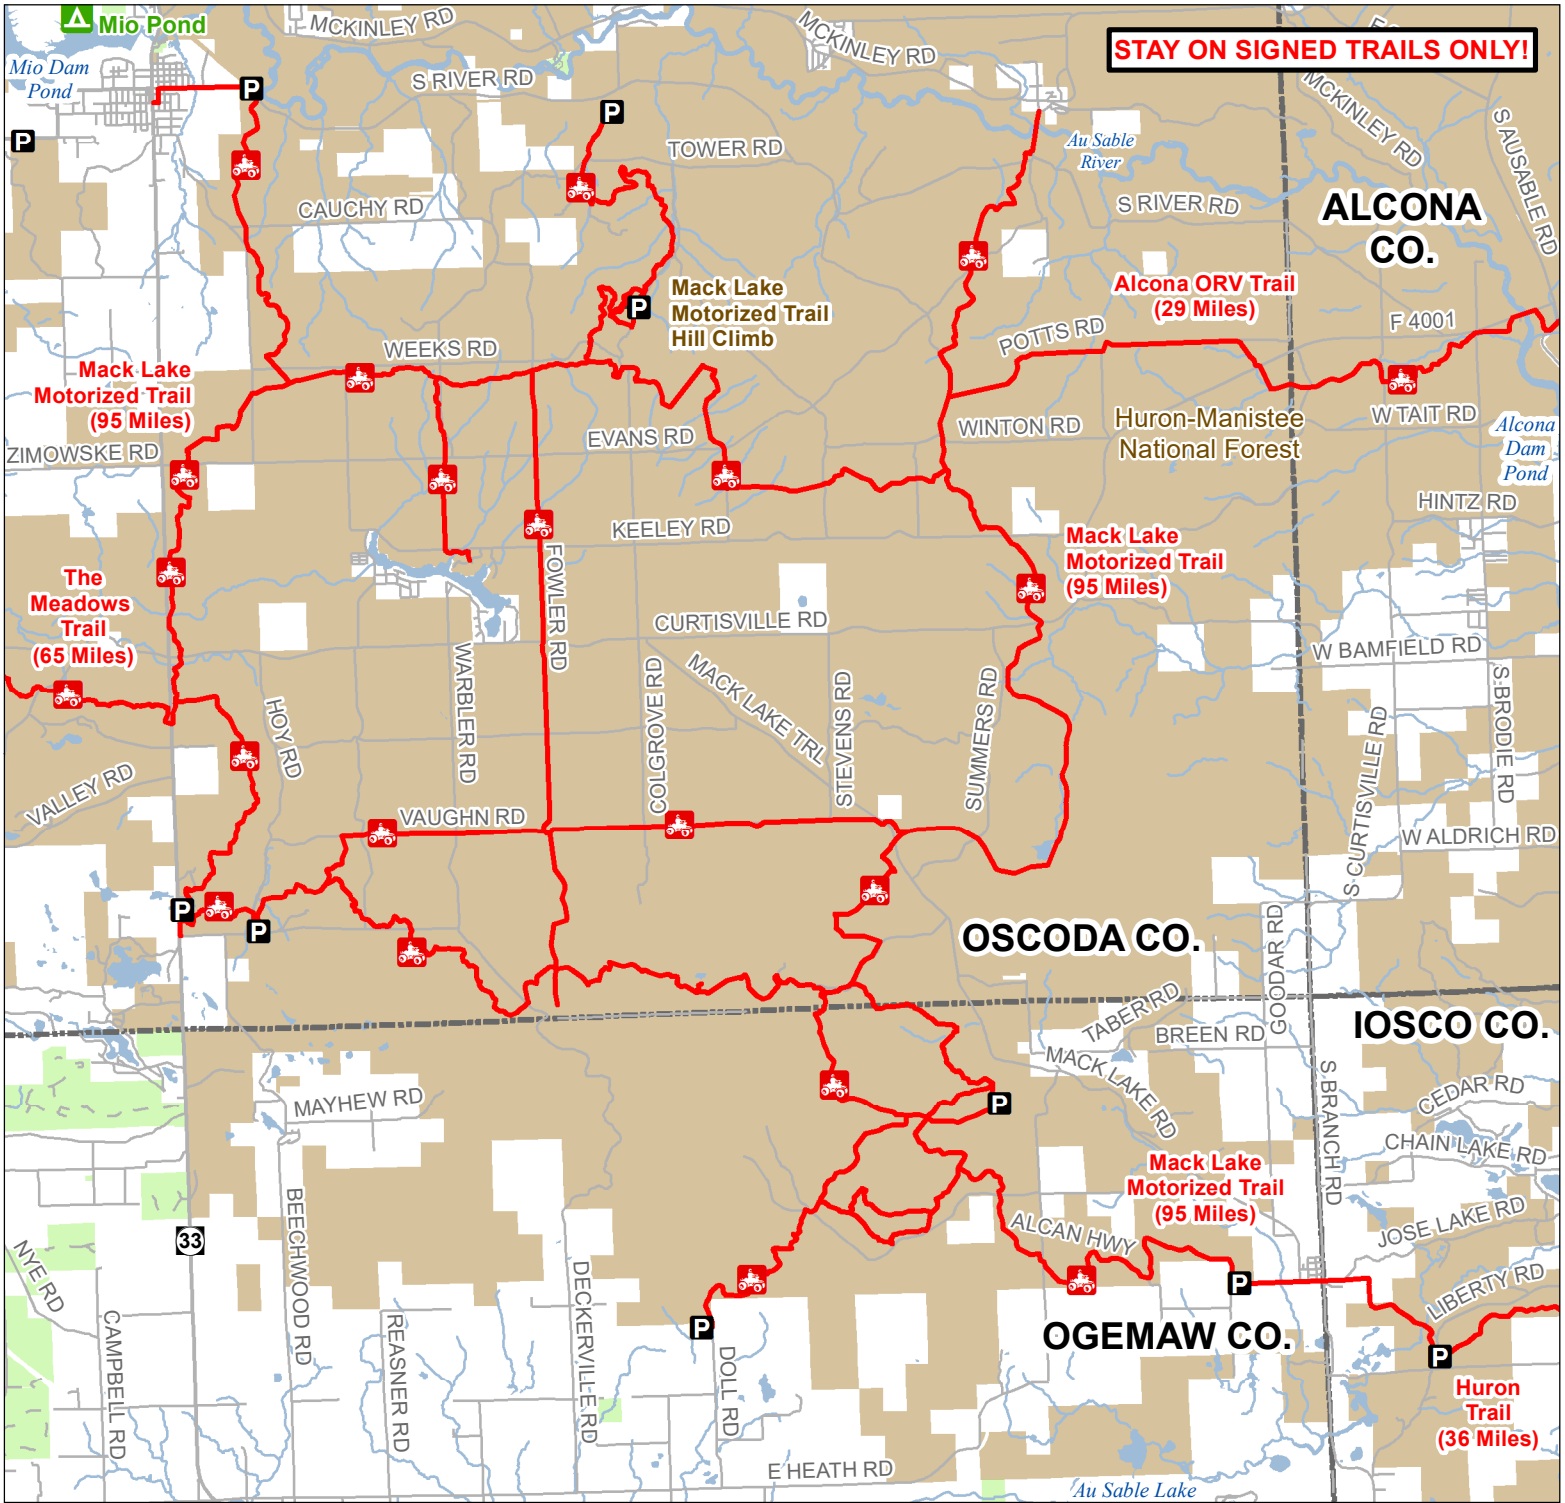 Mio Pond
MCKINLEY RD
MCKINLEY RD
STAY ON SIGNED TRAILS ONLY!
Mio Dam
Pond
P
S RIVER RD
P
MCKINLEY RD
S AUSABLE RD
P
TOWER RD
Au Sable
River
CAUCHY RD
S RIVER RD
ALCONA
CO.
Mack Lake
Motorized Trail
Hill Climb
P
Alcona ORV Trail
(29 Miles)
F 4001
POTTS RD
WEEKS RD
Mack Lake
Motorized Trail
(95 Miles)
ZIMOWSKE RD
EVANS RD
WINTON RD
Huron-Manistee
National Forest
W TAIT RD
Alcona
Dam
Pond
HINTZ RD
KEELEY RD
FOWLER RD
Mack Lake
Motorized Trail
(95 Miles)
The
Meadows
Trail
(65 Miles)
CURTISVILLE RD
W BAMFIELD RD
HOY RD
WARBLER RD
COLGROVE RD
MACK LAKE TRL
STEVENS RD
SUMMERS RD
S CURTISVILLE RD
S BRODIE RD
VALLEY RD
VAUGHN RD
W ALDRICH RD
P
P
OSCODA CO.
GOODAR RD
TABER RD
BREEN RD
IOSCO CO.
MACK LAKE RD
S BRANCH RD
CEDAR RD
MAYHEW RD
P
CHAIN LAKE RD
Mack Lake
Motorized Trail
(95 Miles)
BEECHWOOD RD
33
ALCAN HWY
JOSE LAKE RD
NYE RD
DECKERVILLE RD
P
LIBERTY RD
CAMPBELL RD
REASNER RD
P
DOLL RD
OGEMAW CO.
P
Huron
Trail
(36 Miles)
E HEATH RD
Au Sable Lake